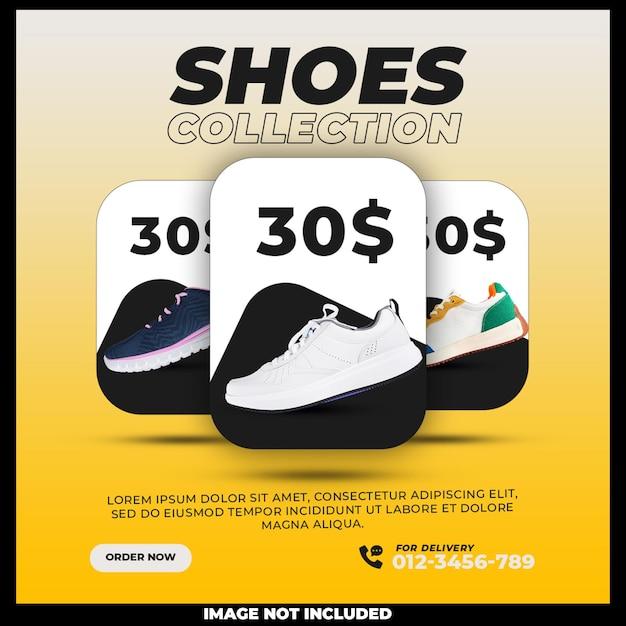 SHOES
COLLECTION
30$ 30$ 30$
LOREM IPSUM DOLOR SIT AMET, CONSECTETUR ADIPISCING ELIT,
SED DO EIUSMOD TEMPOR INCIDIDUNT UT LABORE ET DOLORE
MAGNA ALIQUA.
ORDER NOW
FOR DELIVERY
012-3456-789
IMAGE NOT INCLUDED